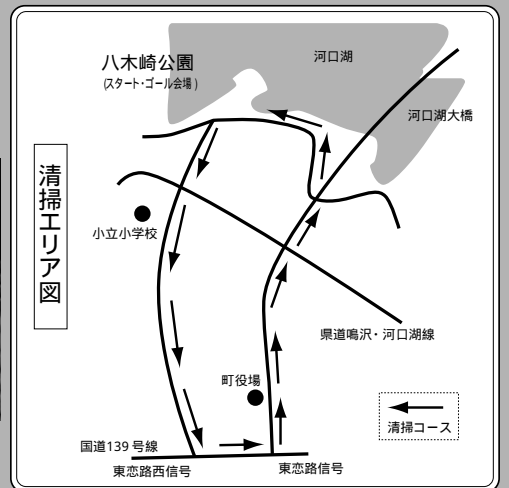 八木崎公園
(スタート・ゴール会場)
河口湖
河口湖大橋
清掃エリア図
小立小学校
県道鳴沢・河口湖線
町役場
清掃コース
国道139号線
東恋路西信号
東恋路信号